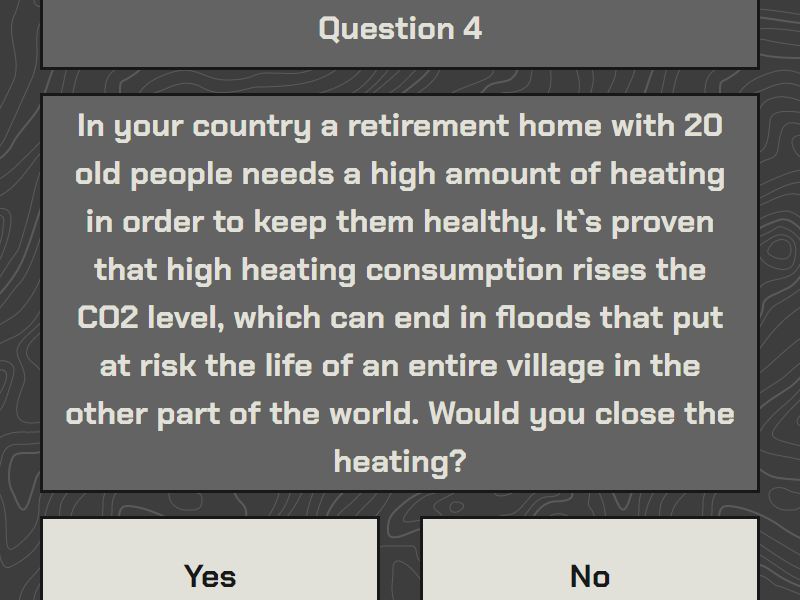 Question 4
In your country a retirement home with 20
old people needs a high amount of heating
in order to keep them healthy. It`s proven
that high heating consumption rises the
CO2 level, which can end in floods that put
at risk the life of an entire village in the
other part of the world. Would you close the
heating?
Yes
No